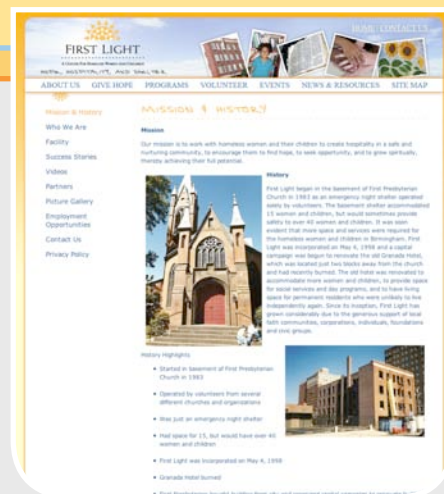 HOME CONTACT US
FIRST LIGHT
A CENTER FOR HOMELESS WOMEN AND CHILDREN
HOPE, HOSPITALITY, AND SHELTER
ABOUT US GIVE HOPE PROGRAMS VOLUNTEER EVENTS NEWS & RESOURCES SITE MAP
Mission & History
Who We Are
Facility
Success Stories
Videos
Partners
Picture Gallery
Employment
Opportunities
Contact Us
Privacy Policy
MISSION & HISTORY
Mission
Our mission is to work with homeless women and their children to create hospitality in a safe and
nurturing community, to encourage them to find hope, to seek opportunity, and to grow spiritually,
thereby achieving their full potential.
History
First Light began in the basement of First Presbyterian
Church in 1983 as an emergency night shelter operated
solely by volunteers. The basement shelter accommodated
15 women and children, but would sometimes provide
safety to over 40 women and children. It was soon
evident that more space and services were required for
the homeless women and children in Birmingham. First
Light was incorporated on May 4, 1998 and a capital
campaign was begun to renovate the old Granada Hotel,
which was located just two blocks away from the church
and had recently burned. The old hotel was renovated to
accommodate more women and children, to provide space
for social services and day programs, and to have living
space for permanent residents who were unlikely to live
independently again. Since its inception, First Light has
grown considerably due to the generous support of local
faith communities, corporations, individuals, foundations
and civic groups.
History Highlights
• Started in basement of First Presbyterian
Church in 1983
• Operated by volunteers from several
different churches and organizations
• Was just an emergency night shelter
• Had space for 15, but would have over 40
women and children
• First Light was incorporated on May 4, 1998
• Granada Hotel burned